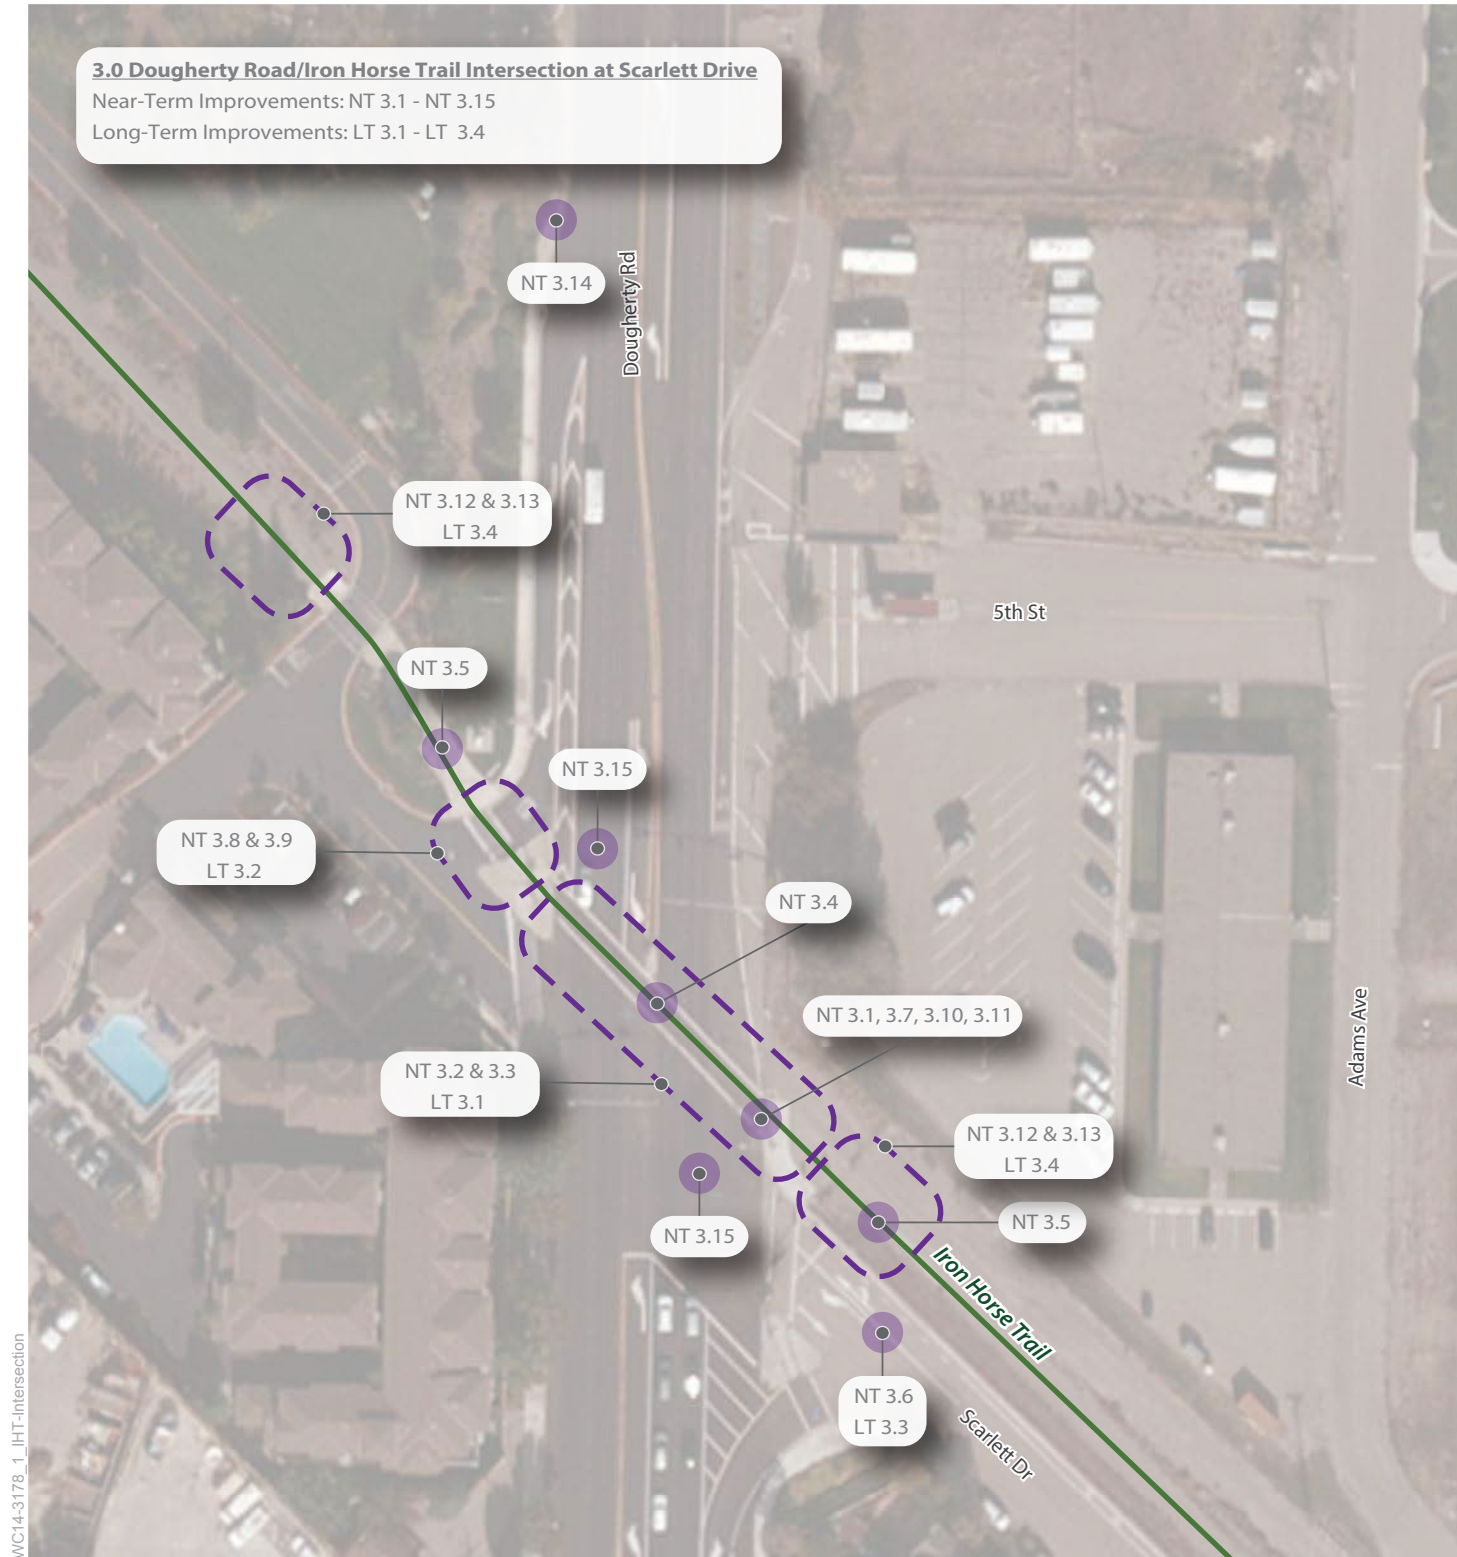 3.0 Dougherty Road/Iron Horse Trail Intersection at Scarlett Drive
Near-Term Improvements: NT 3.1 - NT 3.15
Long-Term Improvements: LT 3.1 - LT 3.4
NT 3.14
Dougherty Rd
NT 3.12 & 3.13
LT 3.4
5th St
NT 3.5
NT 3.15
NT 3.8 & 3.9
LT 3.2
NT 3.4
NT 3.1, 3.7, 3.10, 3.11
Adams Ave
NT 3.2 & 3.3
LT 3.1
NT 3.12 & 3.13
LT 3.4
NT 3.5
NT 3.15
Iron Horse Trail
NT 3.6
LT 3.3
Scarlett Dr
WC14-3178_1_IHT-Intersection